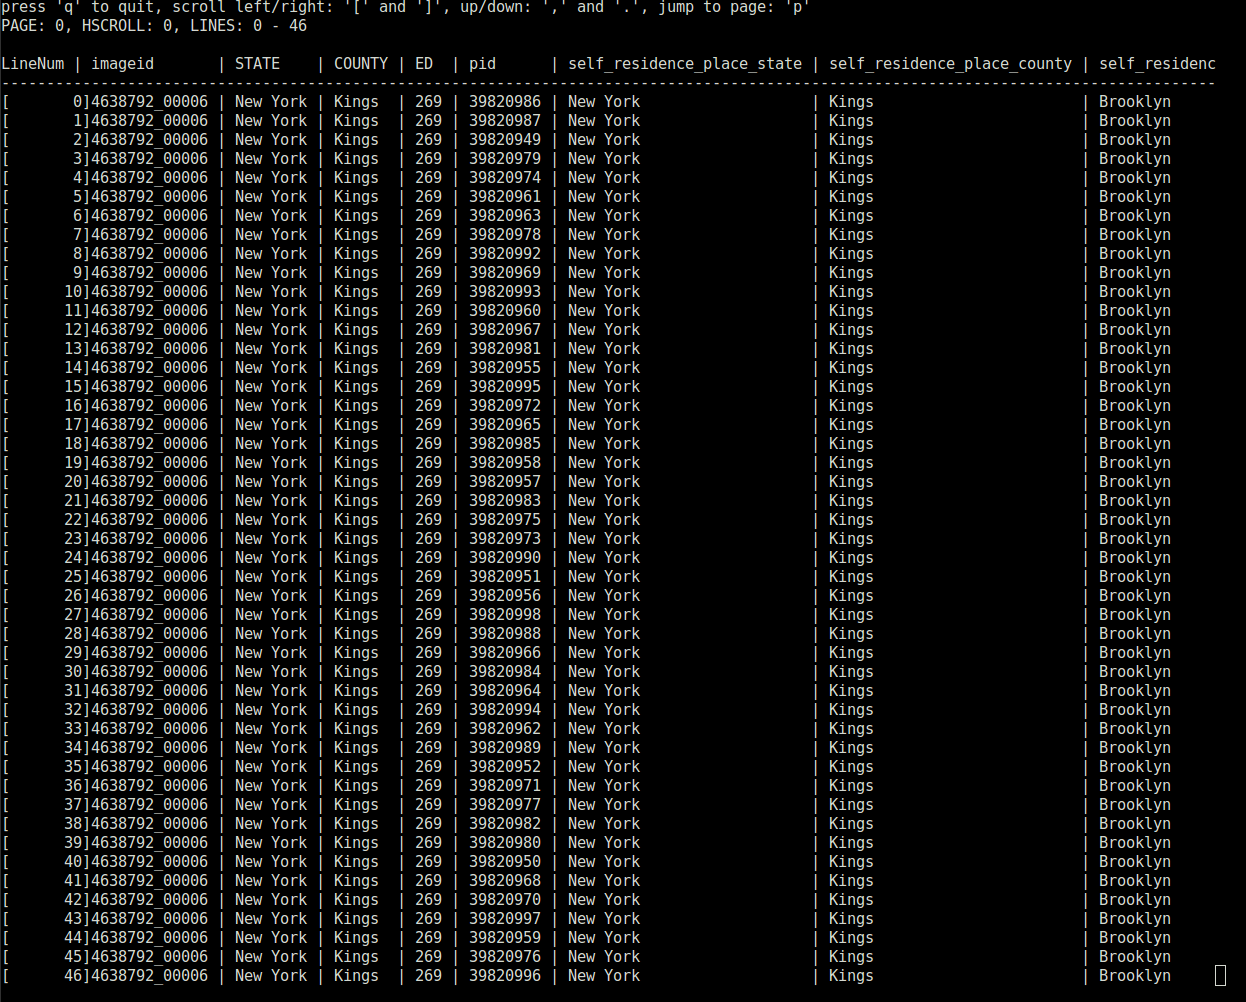 press 'q' to quit, scroll left/right: '[' and ']', up/down: ',' and '.', jump to page: 'p'
PAGE: 0, HSCROLL: 0, LINES: 0 - 46
LineNum | imageid       | STATE    | COUNTY | ED  | pid      | self_residence_place_state | self_residence_place_county | self_residenc
---------------------------------------------------------------------------------------------------------------------------------------
[       0]4638792_00006 | New York | Kings  | 269 | 39820986 | New York                   | Kings                       | Brooklyn
[       1]4638792_00006 | New York | Kings  | 269 | 39820987 | New York                   | Kings                       | Brooklyn
[       2]4638792_00006 | New York | Kings  | 269 | 39820949 | New York                   | Kings                       | Brooklyn
[       3]4638792_00006 | New York | Kings  | 269 | 39820979 | New York                   | Kings                       | Brooklyn
[       4]4638792_00006 | New York | Kings  | 269 | 39820974 | New York                   | Kings                       | Brooklyn
[       5]4638792_00006 | New York | Kings  | 269 | 39820961 | New York                   | Kings                       | Brooklyn
[       6]4638792_00006 | New York | Kings  | 269 | 39820963 | New York                   | Kings                       | Brooklyn
[       7]4638792_00006 | New York | Kings  | 269 | 39820978 | New York                   | Kings                       | Brooklyn
[       8]4638792_00006 | New York | Kings  | 269 | 39820992 | New York                   | Kings                       | Brooklyn
[       9]4638792_00006 | New York | Kings  | 269 | 39820969 | New York                   | Kings                       | Brooklyn
[      10]4638792_00006 | New York | Kings  | 269 | 39820993 | New York                   | Kings                       | Brooklyn
[      11]4638792_00006 | New York | Kings  | 269 | 39820960 | New York                   | Kings                       | Brooklyn
[      12]4638792_00006 | New York | Kings  | 269 | 39820967 | New York                   | Kings                       | Brooklyn
[      13]4638792_00006 | New York | Kings  | 269 | 39820981 | New York                   | Kings                       | Brooklyn
[      14]4638792_00006 | New York | Kings  | 269 | 39820955 | New York                   | Kings                       | Brooklyn
[      15]4638792_00006 | New York | Kings  | 269 | 39820995 | New York                   | Kings                       | Brooklyn
[      16]4638792_00006 | New York | Kings  | 269 | 39820972 | New York                   | Kings                       | Brooklyn
[      17]4638792_00006 | New York | Kings  | 269 | 39820965 | New York                   | Kings                       | Brooklyn
[      18]4638792_00006 | New York | Kings  | 269 | 39820985 | New York                   | Kings                       | Brooklyn
[      19]4638792_00006 | New York | Kings  | 269 | 39820958 | New York                   | Kings                       | Brooklyn
[      20]4638792_00006 | New York | Kings  | 269 | 39820957 | New York                   | Kings                       | Brooklyn
[      21]4638792_00006 | New York | Kings  | 269 | 39820983 | New York                   | Kings                       | Brooklyn
[      22]4638792_00006 | New York | Kings  | 269 | 39820975 | New York                   | Kings                       | Brooklyn
[      23]4638792_00006 | New York | Kings  | 269 | 39820973 | New York                   | Kings                       | Brooklyn
[      24]4638792_00006 | New York | Kings  | 269 | 39820990 | New York                   | Kings                       | Brooklyn
[      25]4638792_00006 | New York | Kings  | 269 | 39820951 | New York                   | Kings                       | Brooklyn
[      26]4638792_00006 | New York | Kings  | 269 | 39820956 | New York                   | Kings                       | Brooklyn
[      27]4638792_00006 | New York | Kings  | 269 | 39820998 | New York                   | Kings                       | Brooklyn
[      28]4638792_00006 | New York | Kings  | 269 | 39820988 | New York                   | Kings                       | Brooklyn
[      29]4638792_00006 | New York | Kings  | 269 | 39820966 | New York                   | Kings                       | Brooklyn
[      30]4638792_00006 | New York | Kings  | 269 | 39820984 | New York                   | Kings                       | Brooklyn
[      31]4638792_00006 | New York | Kings  | 269 | 39820964 | New York                   | Kings                       | Brooklyn
[      32]4638792_00006 | New York | Kings  | 269 | 39820994 | New York                   | Kings                       | Brooklyn
[      33]4638792_00006 | New York | Kings  | 269 | 39820962 | New York                   | Kings                       | Brooklyn
[      34]4638792_00006 | New York | Kings  | 269 | 39820989 | New York                   | Kings                       | Brooklyn
[      35]4638792_00006 | New York | Kings  | 269 | 39820952 | New York                   | Kings                       | Brooklyn
[      36]4638792_00006 | New York | Kings  | 269 | 39820971 | New York                   | Kings                       | Brooklyn
[      37]4638792_00006 | New York | Kings  | 269 | 39820977 | New York                   | Kings                       | Brooklyn
[      38]4638792_00006 | New York | Kings  | 269 | 39820982 | New York                   | Kings                       | Brooklyn
[      39]4638792_00006 | New York | Kings  | 269 | 39820980 | New York                   | Kings                       | Brooklyn
[      40]4638792_00006 | New York | Kings  | 269 | 39820950 | New York                   | Kings                       | Brooklyn
[      41]4638792_00006 | New York | Kings  | 269 | 39820968 | New York                   | Kings                       | Brooklyn
[      42]4638792_00006 | New York | Kings  | 269 | 39820970 | New York                   | Kings                       | Brooklyn
[      43]4638792_00006 | New York | Kings  | 269 | 39820997 | New York                   | Kings                       | Brooklyn
[      44]4638792_00006 | New York | Kings  | 269 | 39820959 | New York                   | Kings                       | Brooklyn
[      45]4638792_00006 | New York | Kings  | 269 | 39820976 | New York                   | Kings                       | Brooklyn
[      46]4638792_00006 | New York | Kings  | 269 | 39820996 | New York                   | Kings                       | Brooklyn